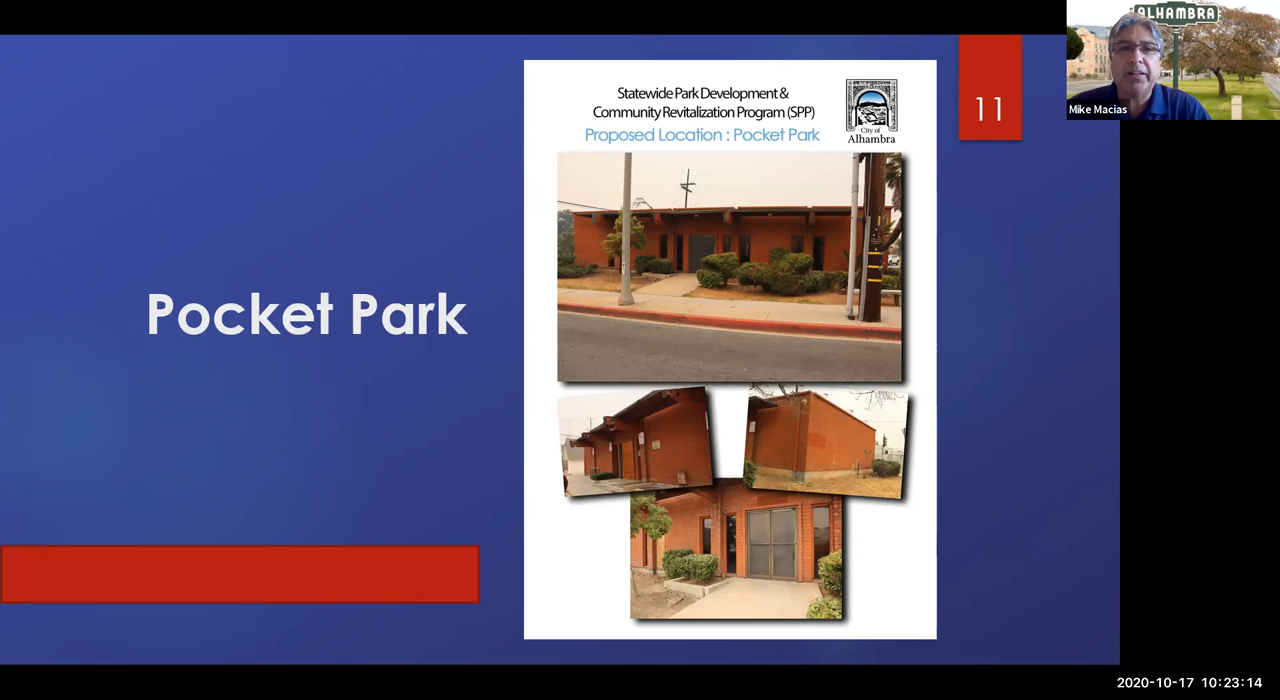 ALHAMBRA
Mike Macias
11
Statewide Park Development &
Community Revitalization Program (SPP)
Proposed Location : Pocket Park
City of
Alhambra
Pocket Park
2020-10-17 10:23:14